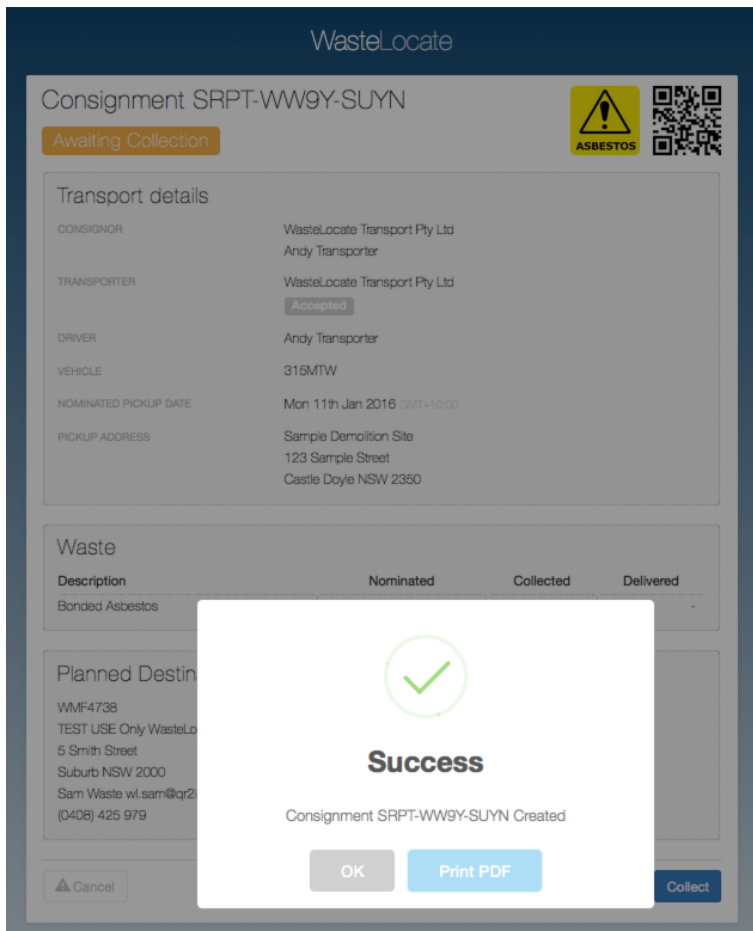 WasteLocate
Consignment SRPT-WW9Y-SUYN
Awaiting Collection
ASBESTOS
Transport details
CONSIGNOR WasteLocate Transport Pty Ltd
Andy Transporter
TRANSPORTER WasteLocate Transport Pty Ltd
Accepted
DRIVER Andy Transporter
VEHICLE 315MTW
NOMINATED PICKUP DATE Mon 11th Jan 2016 GMT+10:00
PICKUP ADDRESS Sample Demolition Site
123 Sample Street
Castle Doyle NSW 2350
Waste
Description Nominated Collected Delivered
Bonded Asbestos -
Planned Destin
WMF4738
TEST USE Only WasteLo
5 Smith Street
Suburb NSW 2000
Sam Waste wl.sam@qr2i
(0408) 425 979
Success
Consignment SRPT-WW9Y-SUYN Created
OK Print PDF
Cancel Collect